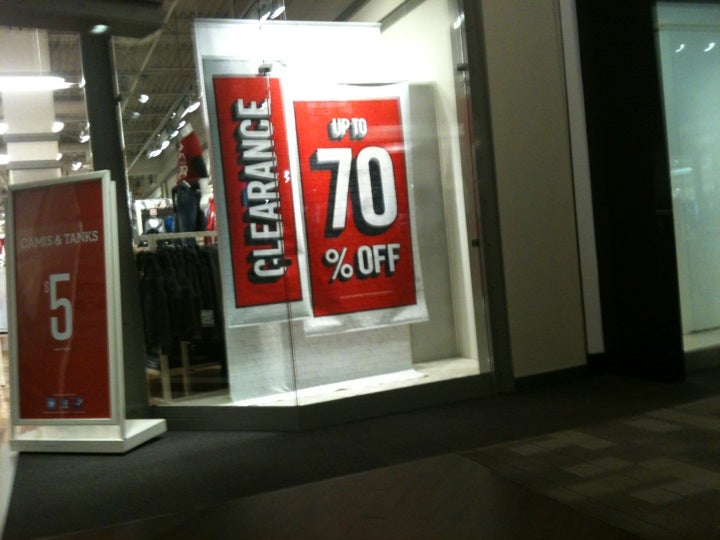 CAMIS & TANKS
$5
CLEARANCE
UP TO
70
% OFF